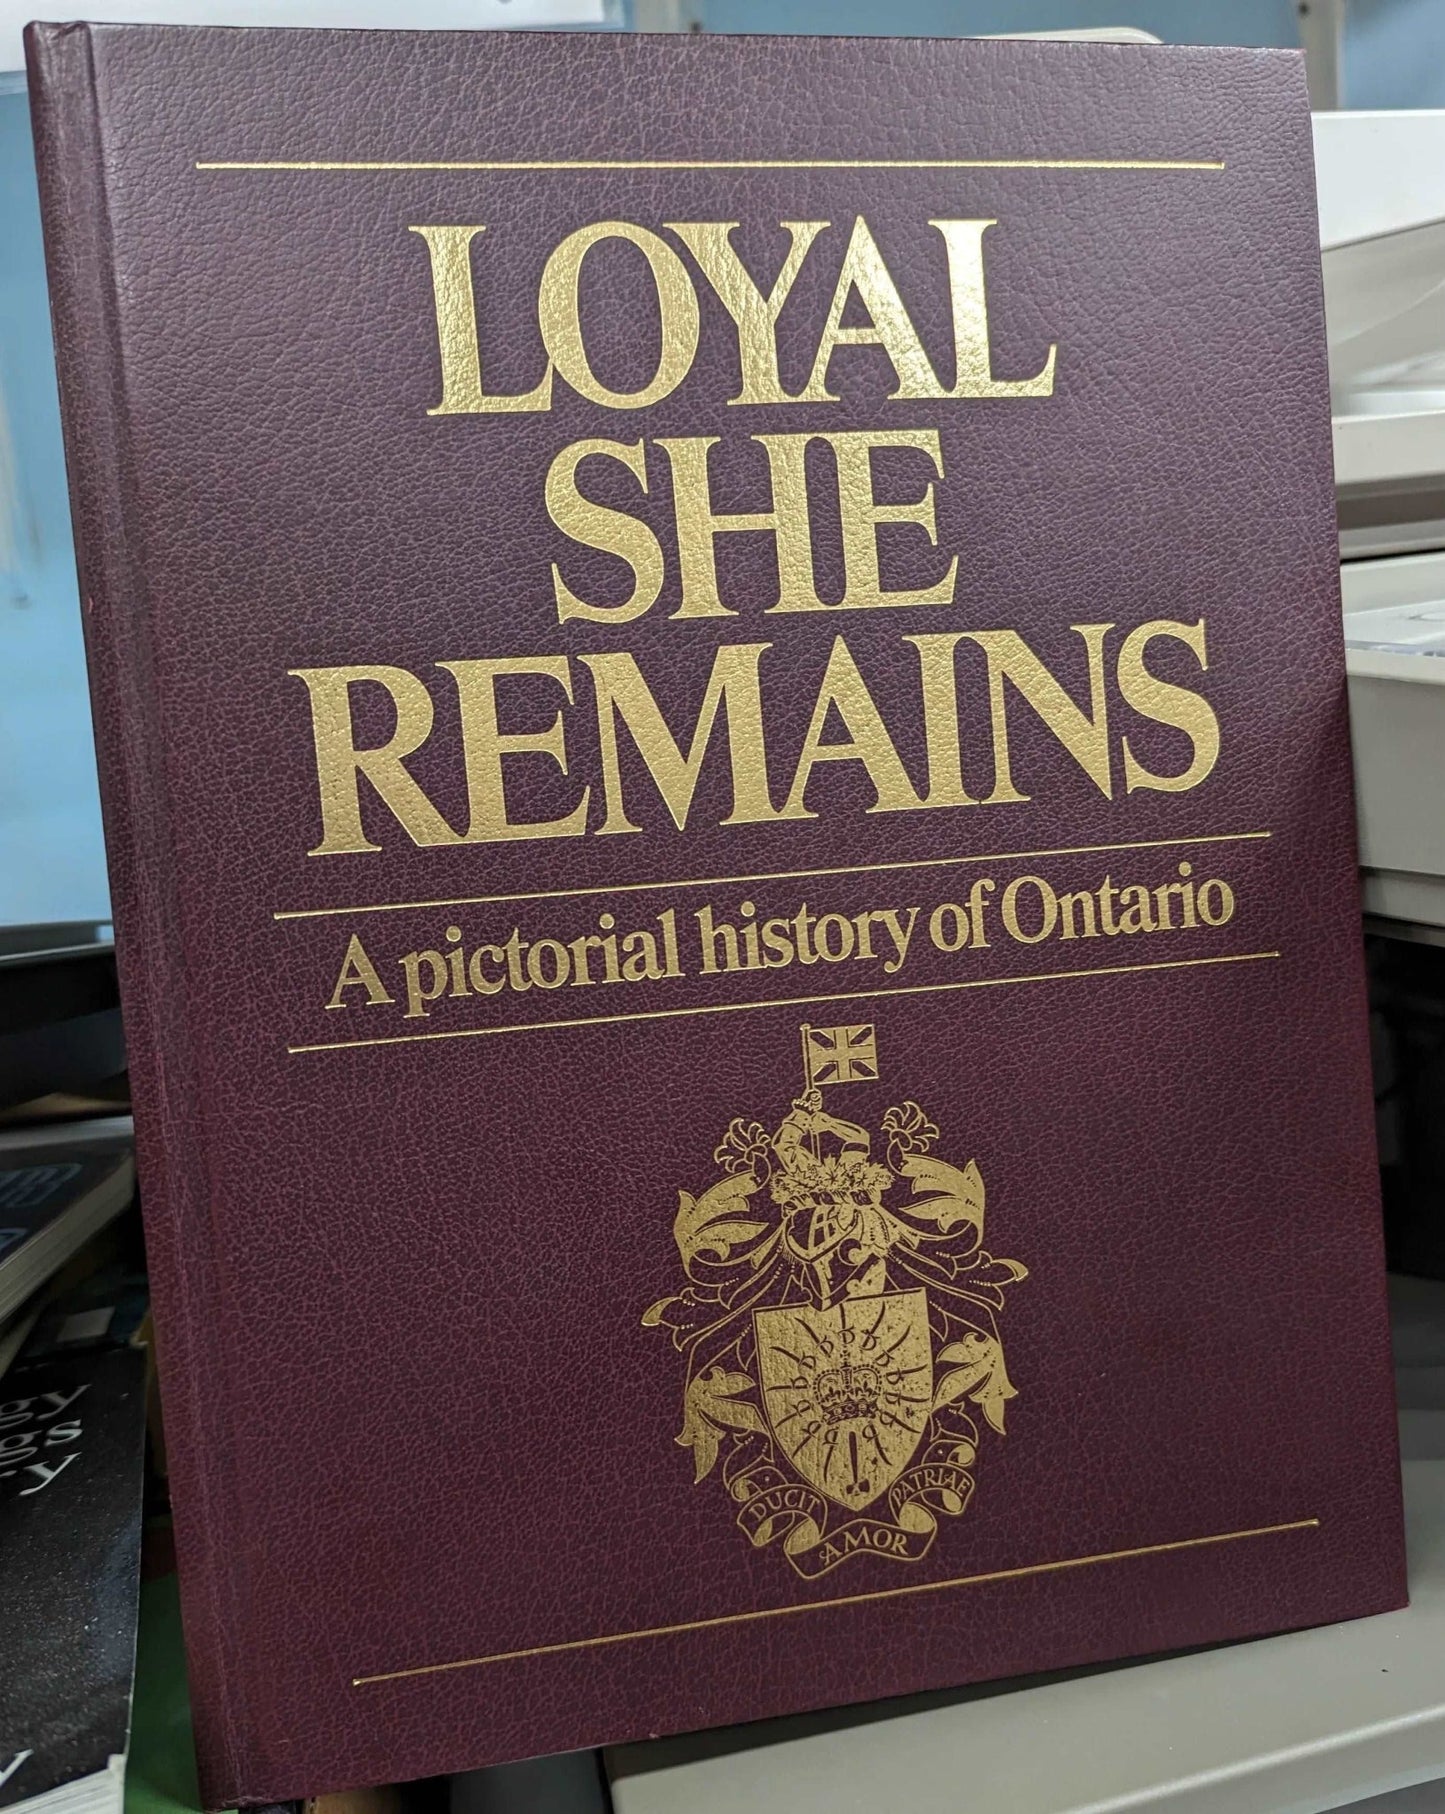 LOYAL
SHE
REMAINS
A pictorial history of Ontario
DUCIT AMOR PATRIAE